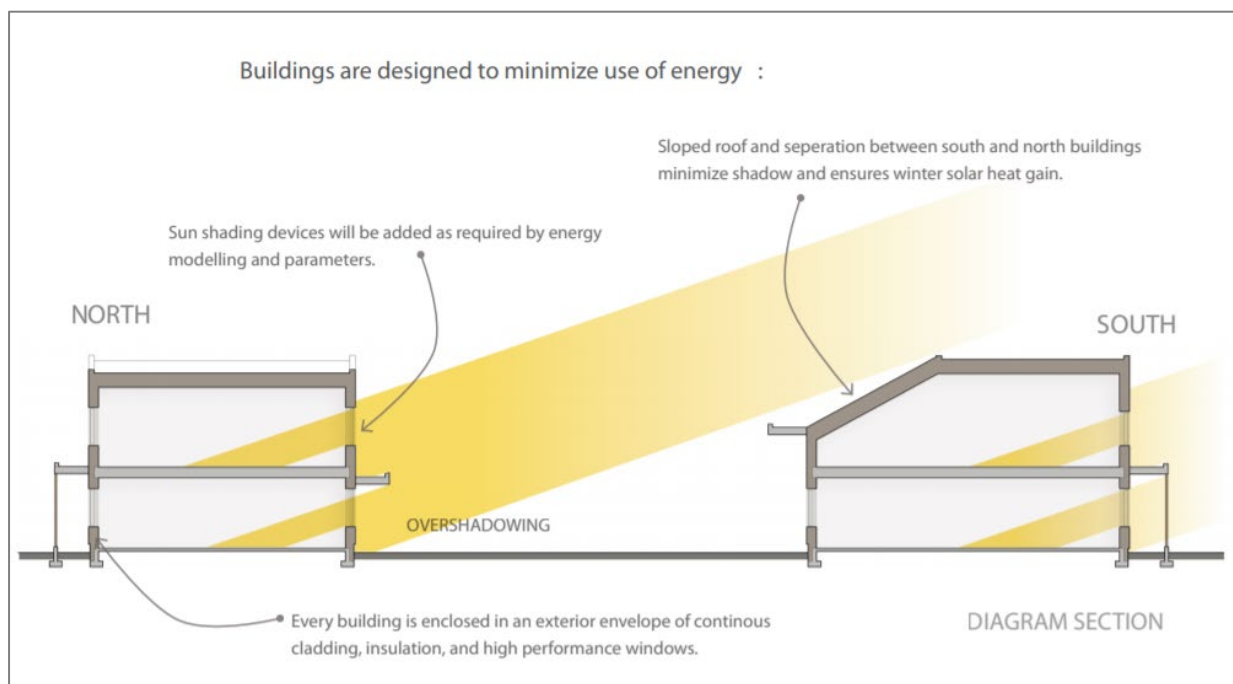 Buildings are designed to minimize use of energy :
Sloped roof and seperation between south and north buildings
minimize shadow and ensures winter solar heat gain.
Sun shading devices will be added as required by energy
modelling and parameters.
NORTH
SOUTH
OVERSHADOWING
Every building is enclosed in an exterior envelope of continous
cladding, insulation, and high performance windows.
DIAGRAM SECTION